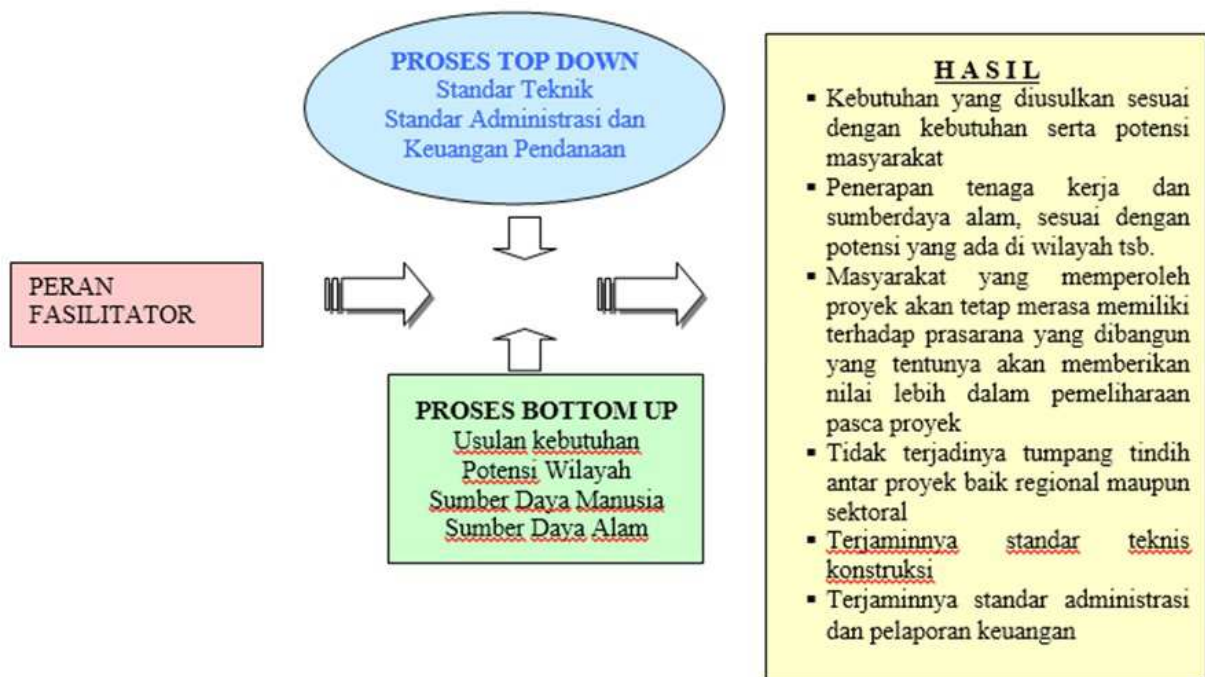 PROSES TOP DOWN
Standar Teknik
Standar Administrasi dan
Keuangan Pendanaan
PERAN
FASILITATOR
PROSES BOTTOM UP
Usulan kebutuhan
Potensi Wilayah
Sumber Daya Manusia
Sumber Daya Alam
H A S I L
▪ Kebutuhan yang diusulkan sesuai
dengan kebutuhan serta potensi
masyarakat
▪ Penerapan tenaga kerja dan
sumberdaya alam, sesuai dengan
potensi yang ada di wilayah tsb.
▪ Masyarakat yang memperoleh
proyek akan tetap merasa memiliki
terhadap prasarana yang dibangun
yang tentunya akan memberikan
nilai lebih dalam pemeliharaan
pasca proyek
▪ Tidak terjadinya tumpang tindih
antar proyek baik regional maupun
sektoral
▪ Terjaminnya standar teknis
konstruksi
▪ Terjaminnya standar administrasi
dan pelaporan keuangan